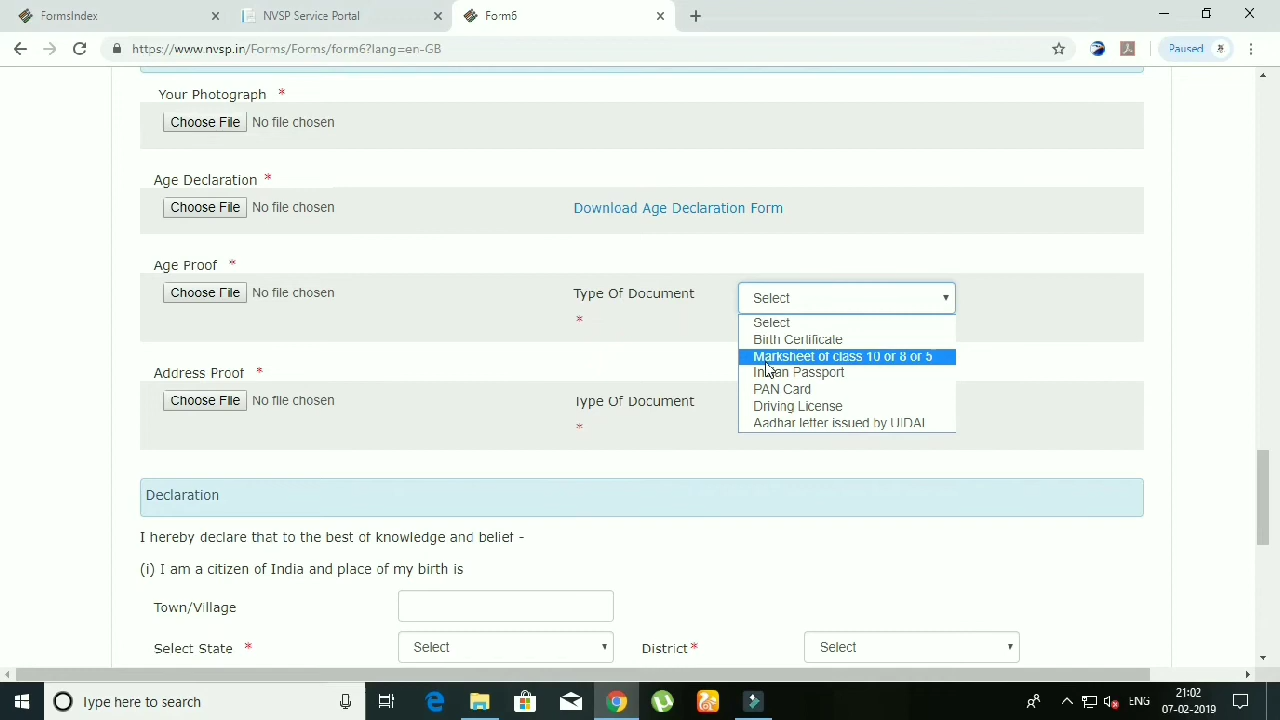 FormsIndex
NVSP Service Portal
Form6
https://www.nvsp.in/Forms/Forms/form6?lang=en-GB
Paused
Your Photograph *
Choose File No file chosen
Age Declaration *
Choose File No file chosen
Download Age Declaration Form
Age Proof *
Choose File No file chosen
Type Of Document
*
Select
Select
Birth Certificate
Marksheet of class 10 or 8 or 5
Indian Passport
PAN Card
Driving License
Aadhar letter issued by UIDAI
Address Proof *
Choose File No file chosen
Type Of Document
*
Declaration
I hereby declare that to the best of knowledge and belief -
(i) I am a citizen of India and place of my birth is
Town/Village
Select State *
Select
District*
Select
Type here to search
ENG
21:02
07-02-2019